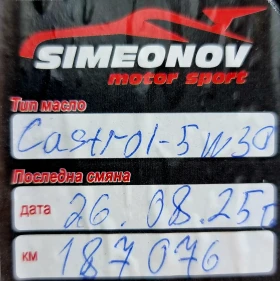 SIMEONOV
motor sport
Тип масло
Castrol-5w30
Последна смяна
дата 26.08.25г
км 187076